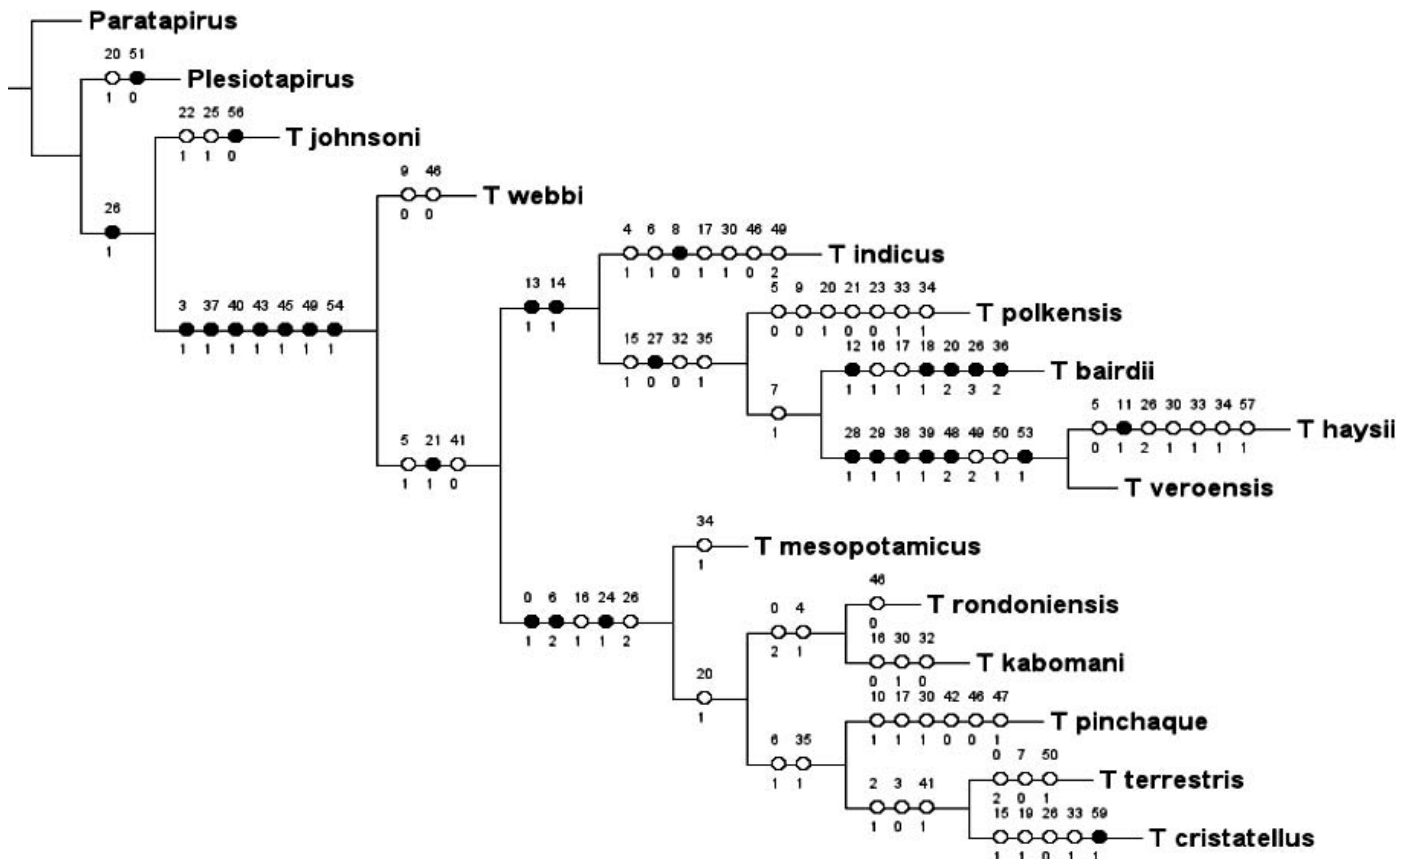 Paratapirus
20 51
Plesiotapirus
1 0
22 25 56
T johnsoni
1 1 0
9 46
T webbi
0 0
26
1
4 6 8 17 30 46 49
T indicus
1 1 0 1 1 0 2
13 14
1 1
5 9 20 21 23 33 34
T polkensis
0 0 1 0 0 1 1
3 37 40 43 45 49 54
1 1 1 1 1 1 1
15 27 32 35
1 0 0 1
12 16 17 18 20 26 36
T bairdii
1 1 1 1 2 3 2
7
1
5 11 26 30 33 34 57
T haysii
0 1 2 1 1 1 1
5 21 41
1 1 0
28 29 38 39 48 49 50 53
1 1 1 1 2 2 1 1
T veroensis
34
T mesopotamicus
1
46
T rondoniensis
0
0 6 16 24 26
1 2 1 1 2
0 4
2 1
16 30 32
T kabomani
0 1 0
20
1
10 17 30 42 46 47
T pinchaque
1 1 1 0 0 1
6 35
1 1
0 7 50
T terrestris
2 0 1
2 3 41
1 0 1
15 19 26 33 59
T cristatellus
1 1 0 1 1